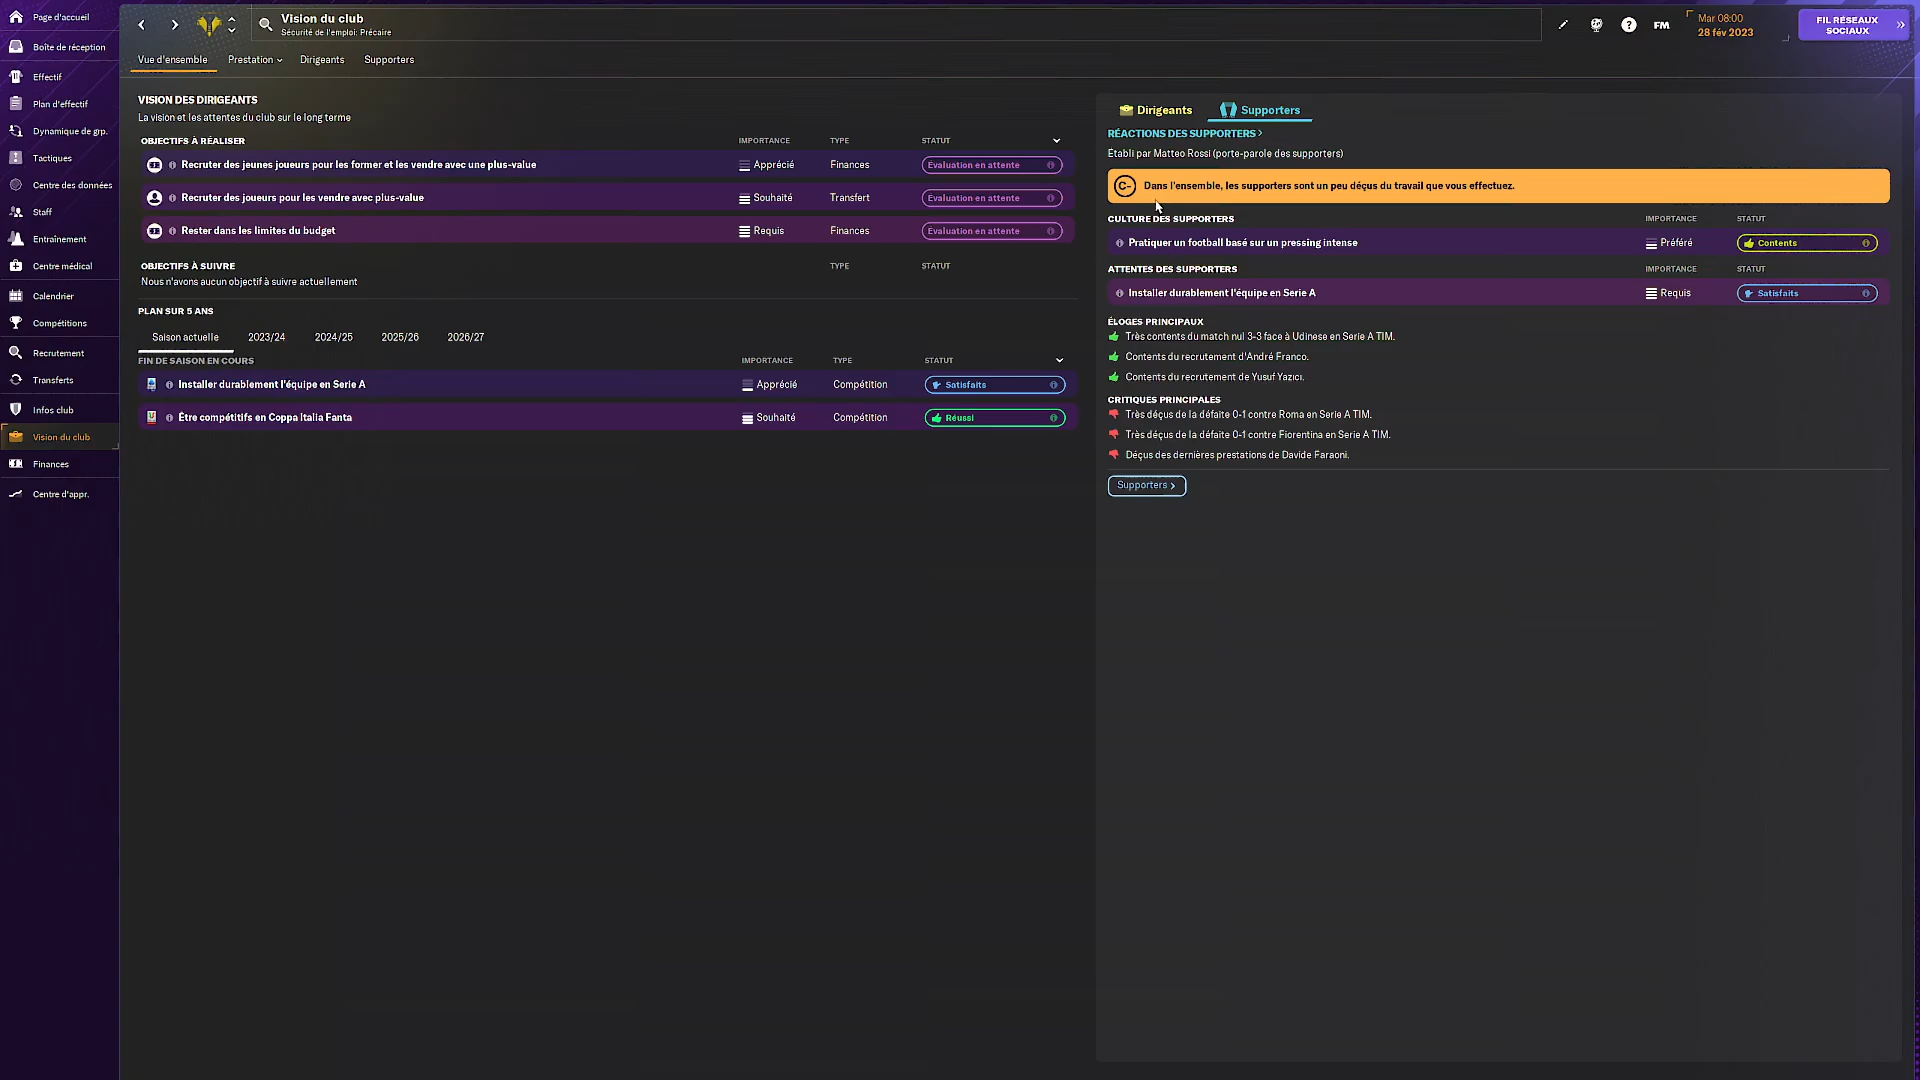 Page d'accueil
Boîte de réception
Effectif
Plan d'effectif
Dynamique de grp.
Tactiques
Centre des données
Staff
Entraînement
Centre médical
Calendrier
Compétitions
Recrutement
Transferts
Infos club
Vision du club
Finances
Centre d'appr.
Vision du club
Sécurité de l'emploi: Précaire
FM
Mar 08:00
28 fév 2023
FIL RÉSEAUX
SOCIAUX
Vue d'ensemble Prestation Dirigeants Supporters
VISION DES DIRIGEANTS
La vision et les attentes du club sur le long terme
OBJECTIFS À RÉALISER IMPORTANCE TYPE STATUT
Recruter des jeunes joueurs pour les former et les vendre avec une plus-value Apprécié Finances Évaluation en attente
Recruter des joueurs pour les vendre avec plus-value Souhaité Transfert Évaluation en attente
Rester dans les limites du budget Requis Finances Évaluation en attente
OBJECTIFS À SUIVRE TYPE STATUT
Nous n'avons aucun objectif à suivre actuellement
PLAN SUR 5 ANS
Saison actuelle 2023/24 2024/25 2025/26 2026/27
FIN DE SAISON EN COURS IMPORTANCE TYPE STATUT
Installer durablement l'équipe en Serie A Apprécié Compétition Satisfaits
Être compétitifs en Coppa Italia Fanta Souhaité Compétition Réussi
Dirigeants Supporters
RÉACTIONS DES SUPPORTERS >
Établi par Matteo Rossi (porte-parole des supporters)
C- Dans l'ensemble, les supporters sont un peu déçus du travail que vous effectuez.
CULTURE DES SUPPORTERS IMPORTANCE STATUT
Pratiquer un football basé sur un pressing intense Préféré Contents
ATTENTES DES SUPPORTERS IMPORTANCE STATUT
Installer durablement l'équipe en Serie A Requis Satisfaits
ÉLOGES PRINCIPAUX
Très contents du match nul 3-3 face à Udinese en Serie A TIM.
Contents du recrutement d'André Franco.
Contents du recrutement de Yusuf Yazıcı.
CRITIQUES PRINCIPALES
Très déçus de la défaite 0-1 contre Roma en Serie A TIM.
Très déçus de la défaite 0-1 contre Fiorentina en Serie A TIM.
Déçus des dernières prestations de Davide Faraoni.
Supporters >